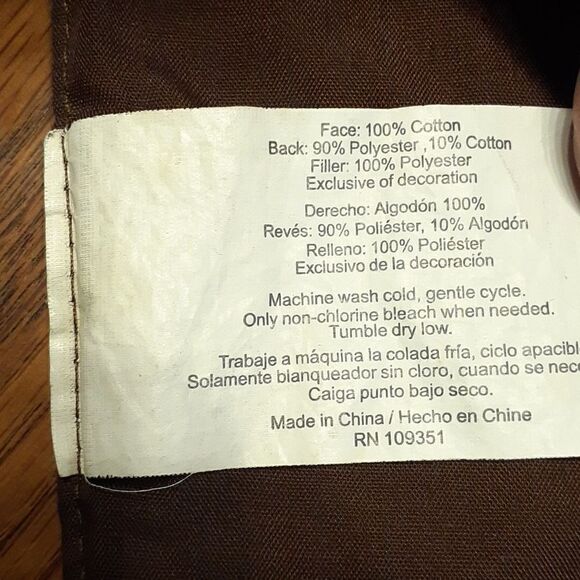 Face: 100% Cotton
Back: 90% Polyester ,10% Cotton
Filler: 100% Polyester
Exclusive of decoration
Derecho: Algodón 100%
Revés: 90% Poliéster, 10% Algodón
Relleno: 100% Poliéster
Exclusivo de la decoración
Machine wash cold, gentle cycle.
Only non-chlorine bleach when needed.
Tumble dry low.
Trabaje a máquina la colada fría, ciclo apacibl
Solamente blanqueador sin cloro, cuando se nec
Caiga punto bajo seco.
Made in China / Hecho en Chine
RN 109351